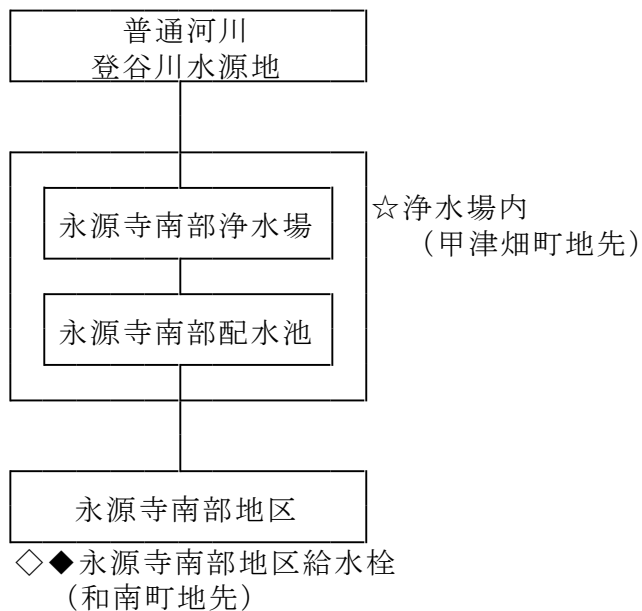 普通河川
登谷川水源地
永源寺南部浄水場
☆浄水場内
（甲津畑町地先）
永源寺南部配水池
永源寺南部地区
◇◆永源寺南部地区給水栓
（和南町地先）